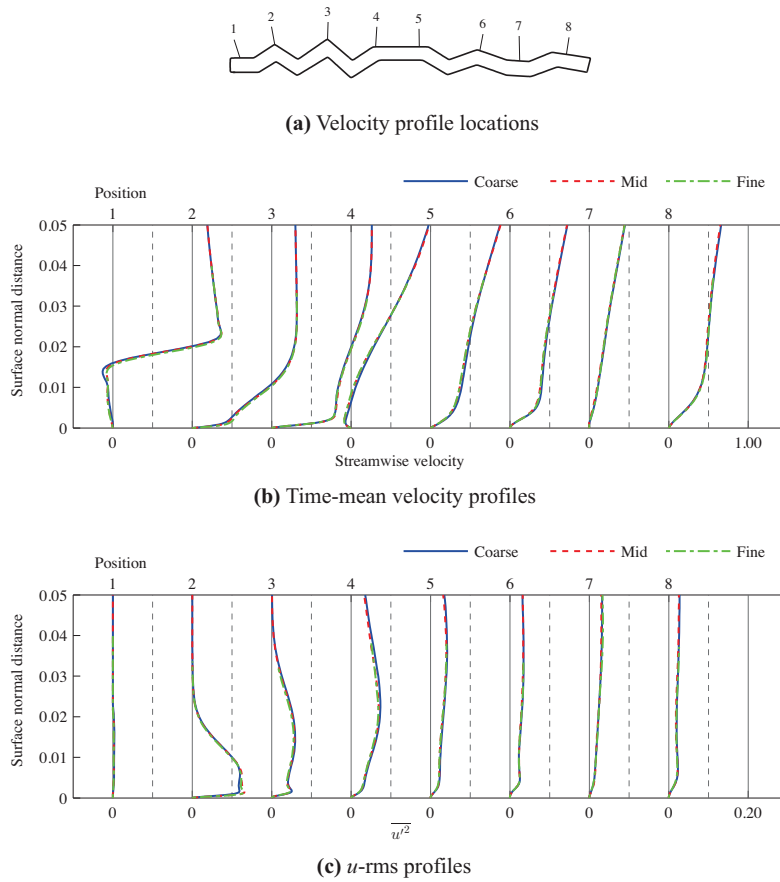 1 2 3 4 5 6 7 8
(a) Velocity profile locations
Coarse Mid Fine
Position
1 2 3 4 5 6 7 8
0.05
0.04
0.03
0.02
0.01
0
Surface normal distance
0 0 0 0 0 0 0 0 1.00
Streamwise velocity
(b) Time-mean velocity profiles
Coarse Mid Fine
Position
1 2 3 4 5 6 7 8
0.05
0.04
0.03
0.02
0.01
0
Surface normal distance
0 0 0 0 0 0 0 0 0.20
$\overline{u'^2}$
(c) u-rms profiles